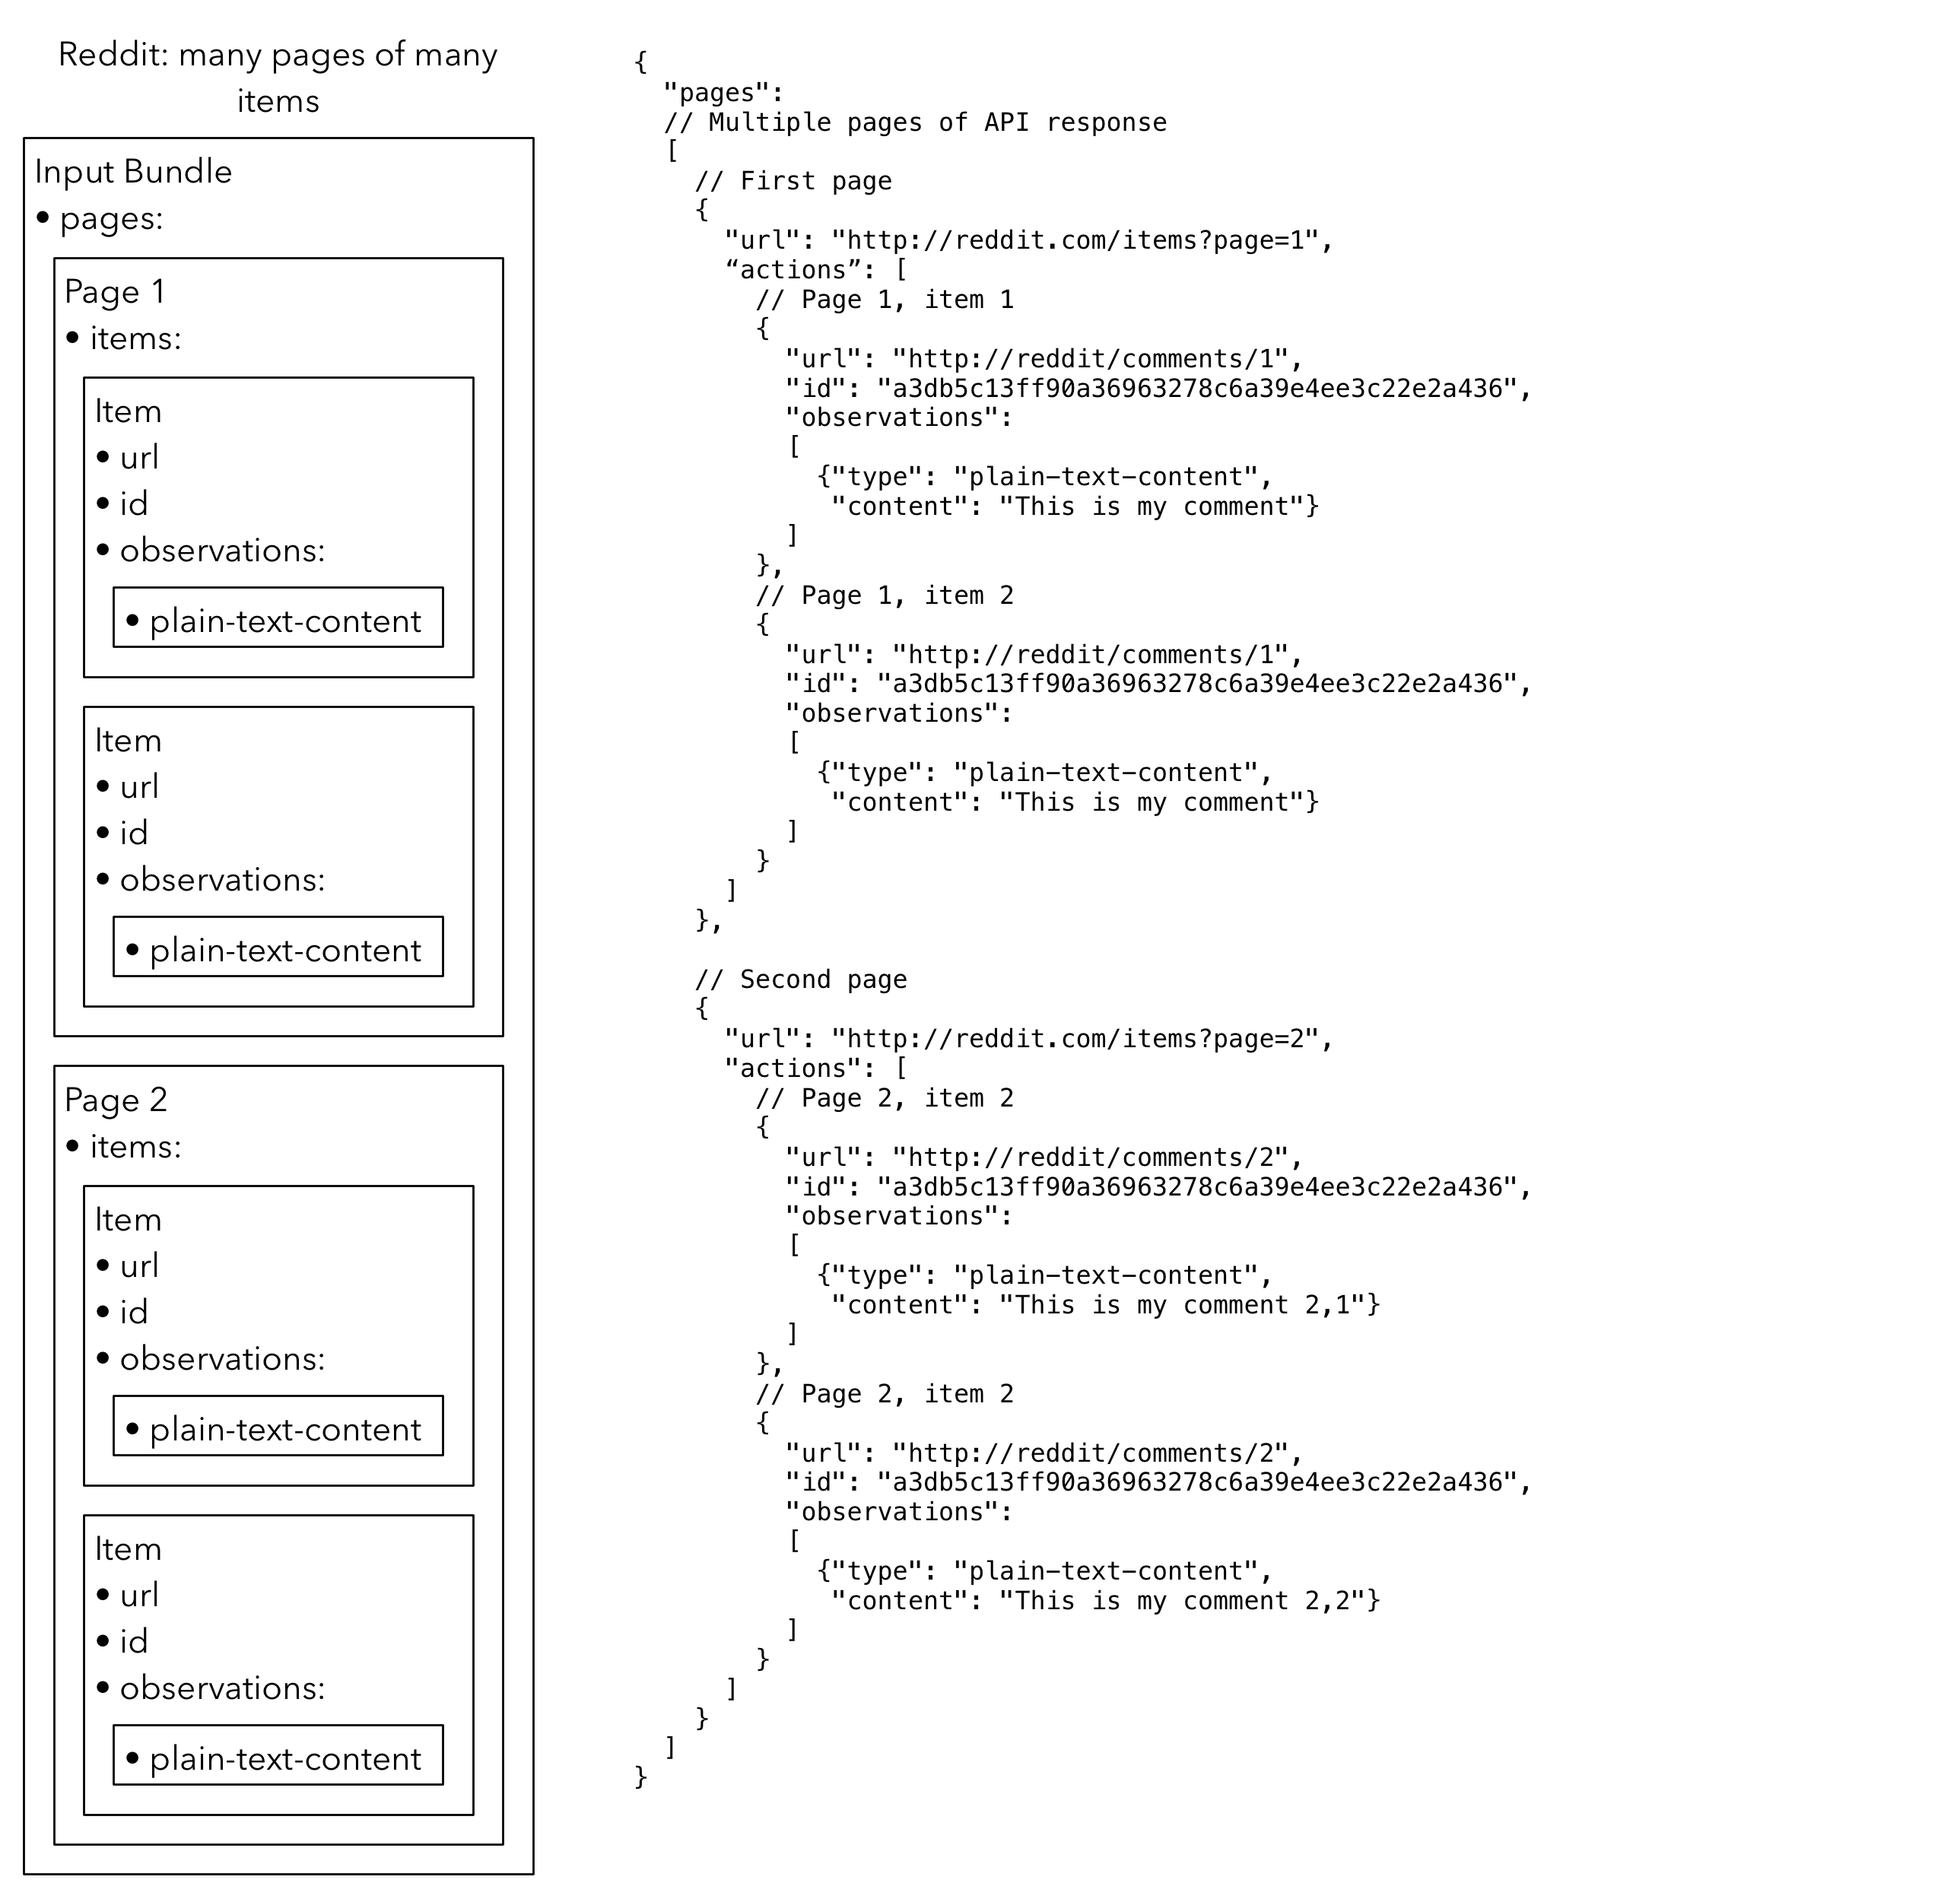 Reddit: many pages of many
items
Input Bundle
• pages:
Page 1
• items:
Item
• url
• id
• observations:
• plain-text-content
Item
• url
• id
• observations:
• plain-text-content
Page 2
• items:
Item
• url
• id
• observations:
• plain-text-content
Item
• url
• id
• observations:
• plain-text-content
{
  "pages":
  // Multiple pages of API response
  [
    // First page
    {
      "url": "http://reddit.com/items?page=1",
      “actions”: [
        // Page 1, item 1
        {
          "url": "http://reddit/comments/1",
          "id": "a3db5c13ff90a36963278c6a39e4ee3c22e2a436",
          "observations":
          [
            {"type": "plain-text-content",
             "content": "This is my comment"}
          ]
        },
        // Page 1, item 2
        {
          "url": "http://reddit/comments/1",
          "id": "a3db5c13ff90a36963278c6a39e4ee3c22e2a436",
          "observations":
          [
            {"type": "plain-text-content",
             "content": "This is my comment"}
          ]
        }
      ]
    },
    // Second page
    {
      "url": "http://reddit.com/items?page=2",
      "actions": [
        // Page 2, item 2
        {
          "url": "http://reddit/comments/2",
          "id": "a3db5c13ff90a36963278c6a39e4ee3c22e2a436",
          "observations":
          [
            {"type": "plain-text-content",
             "content": "This is my comment 2,1"}
          ]
        },
        // Page 2, item 2
        {
          "url": "http://reddit/comments/2",
          "id": "a3db5c13ff90a36963278c6a39e4ee3c22e2a436",
          "observations":
          [
            {"type": "plain-text-content",
             "content": "This is my comment 2,2"}
          ]
        }
      ]
    }
  ]
}